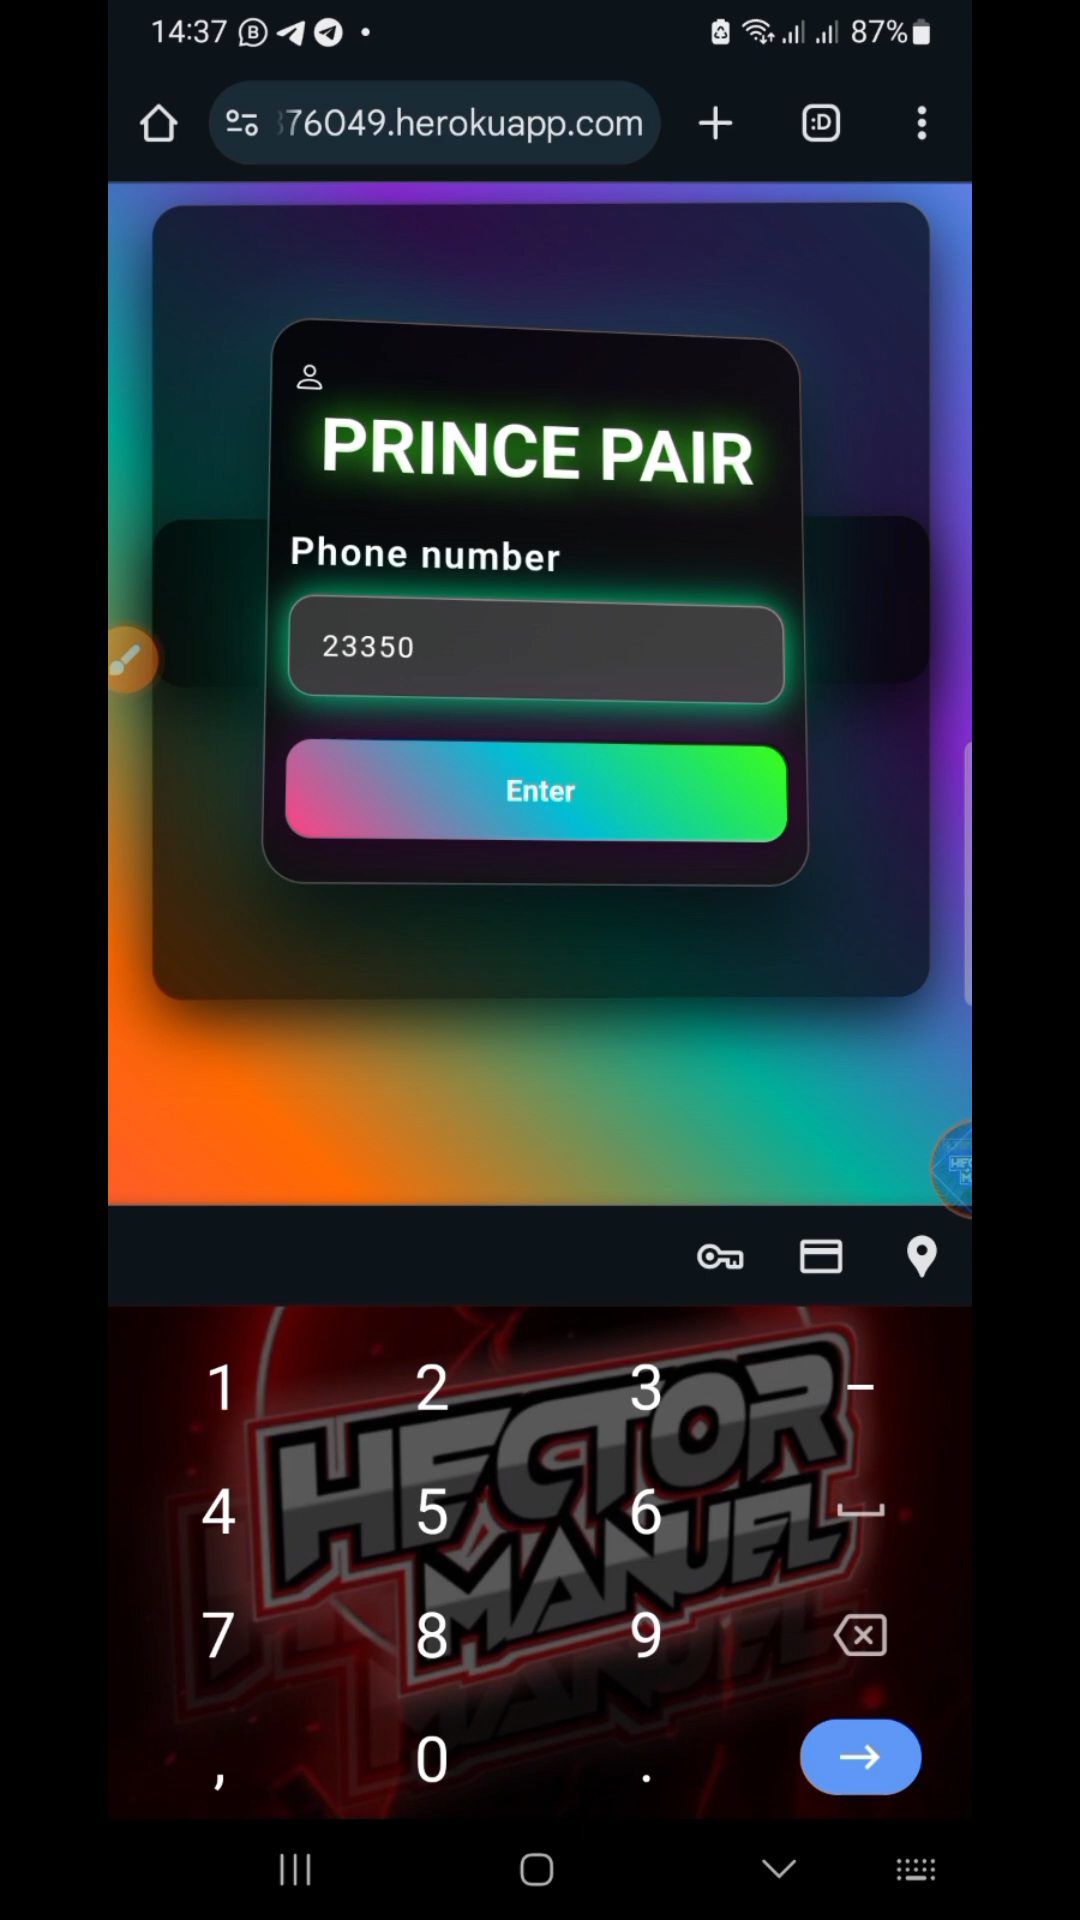 14:37
87%
76049.herokuapp.com
:D
PRINCE PAIR
Phone number
23350
Enter
1 2 3 -
4 5 6
7 8 9
, 0 .
HECTOR
MANUEL